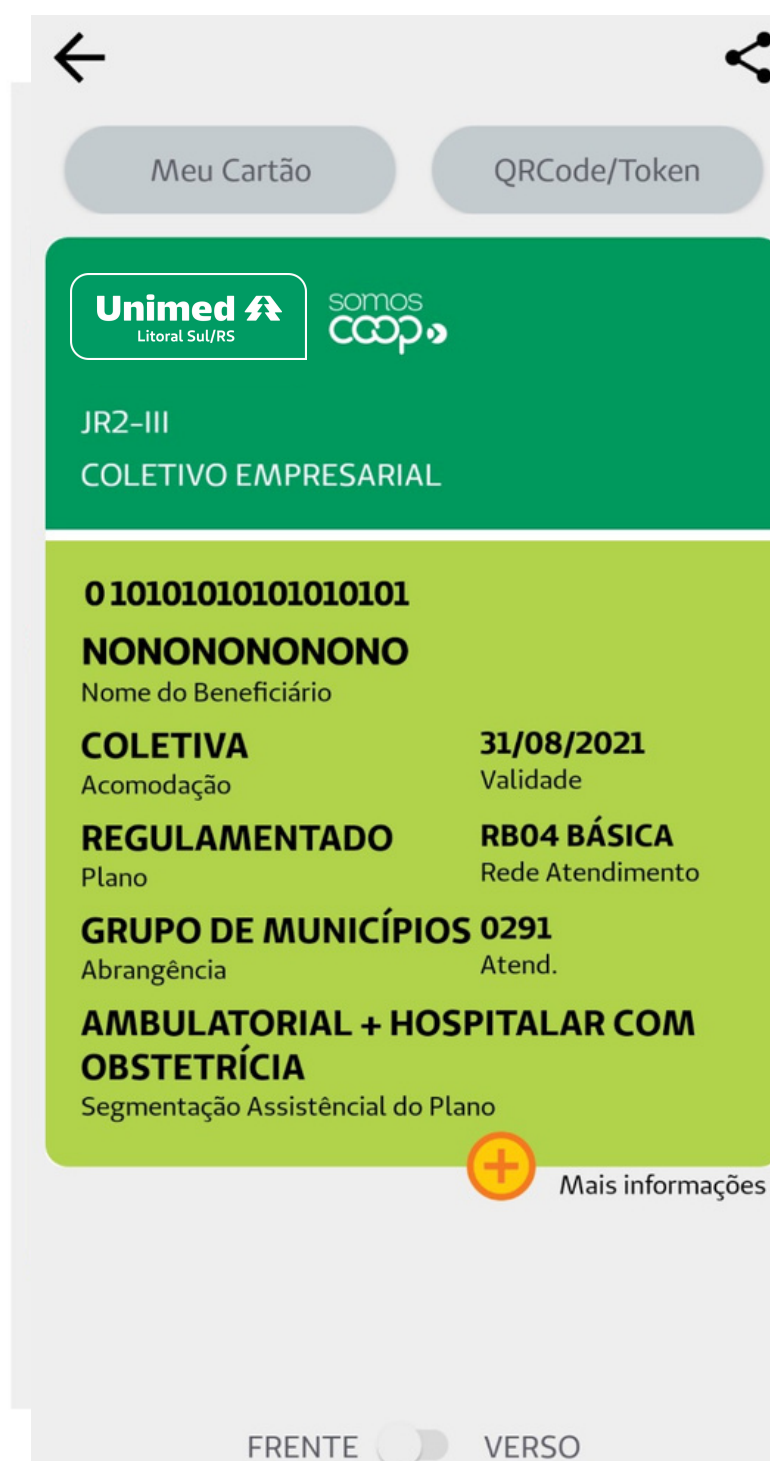 Meu Cartão QRCode/Token
Unimed
Litoral Sul/RS
somos
coop
JR2-III
COLETIVO EMPRESARIAL
0 10101010101010101
NONONONONONO
Nome do Beneficiário
COLETIVA 31/08/2021
Acomodação Validade
REGULAMENTADO RB04 BÁSICA
Plano Rede Atendimento
GRUPO DE MUNICÍPIOS 0291
Abrangência Atend.
AMBULATORIAL + HOSPITALAR COM
OBSTETRÍCIA
Segmentação Assistêncial do Plano
Mais informações
FRENTE VERSO